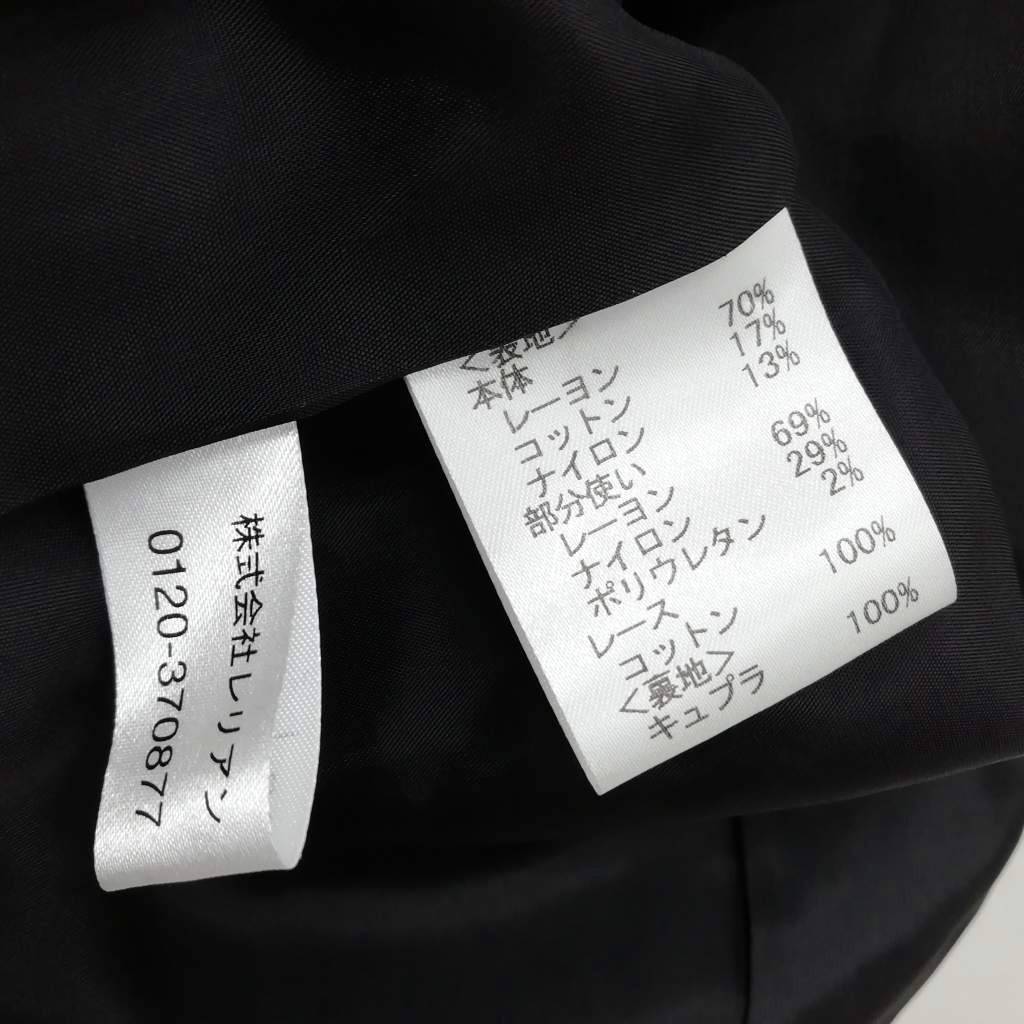 株式会社レリアン
0120-370877
<裏地>
本体
レーヨン 70%
コットン 17%
ナイロン 13%
部分使い
レーヨン 69%
ナイロン 29%
ポリウレタン 2%
レース
コットン 100%
<裏地>
キュプラ 100%